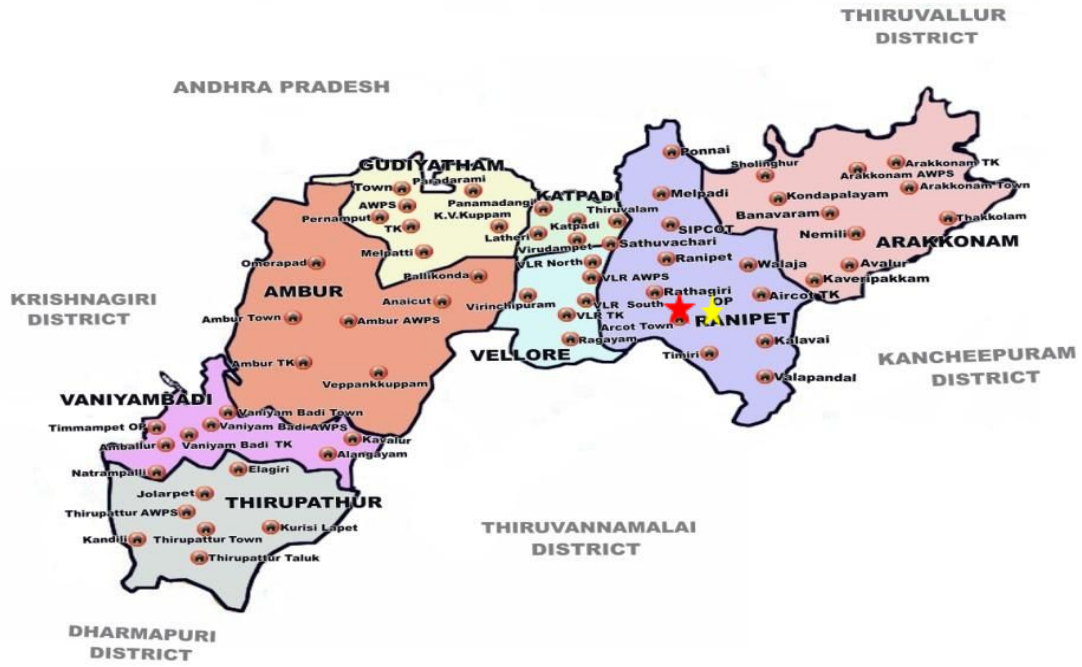 THIRUVALLUR
DISTRICT
ANDHRA PRADESH
Ponnai
GUDIYATHAM
Paradarami
Town
Sholinghur
Arakkonam TK
Arakkonam AWPS
Arakkonam Town
KATPADI
Melpadi
Panamadangi
AWPS
Kondapalayam
Thiruvalam
Banavaram
Pernamput
K.V.Kuppam
TK
Katpadi
SIPCOT
Thakkolam
Latheri
Virudampet
Sathuvachari
Nemili
ARAKKONAM
Melpatti
Omerapad
VLR North
Ranipet
Walaja
Avalur
Pallikonda
VLR AWPS
Kaveripakkam
AMBUR
Anaicut
Virinchipuram
Rathagiri
Aircot TK
KRISHNAGIRI
DISTRICT
VLR South
OP
Ambur Town
Ambur AWPS
VLR TK
Arcot Town
RANIPET
Ragayam
Kalavai
VELLORE
Timiri
KANCHEEPURAM
DISTRICT
Ambur TK
Veppankkuppam
Valapandal
VANIYAMBADI
Vaniyam Badi Town
Timmampet OP
Vaniyam Badi AWPS
Amballur
Vaniyam Badi TK
Kavalur
Alangayam
Natrampalli
Elagiri
Jolarpet
THIRUPATHUR
Thirupattur AWPS
Kurisi Lapet
Kandili
Thirupattur Town
Thirupattur Taluk
THIRUVANNAMALAI
DISTRICT
DHARMAPURI
DISTRICT